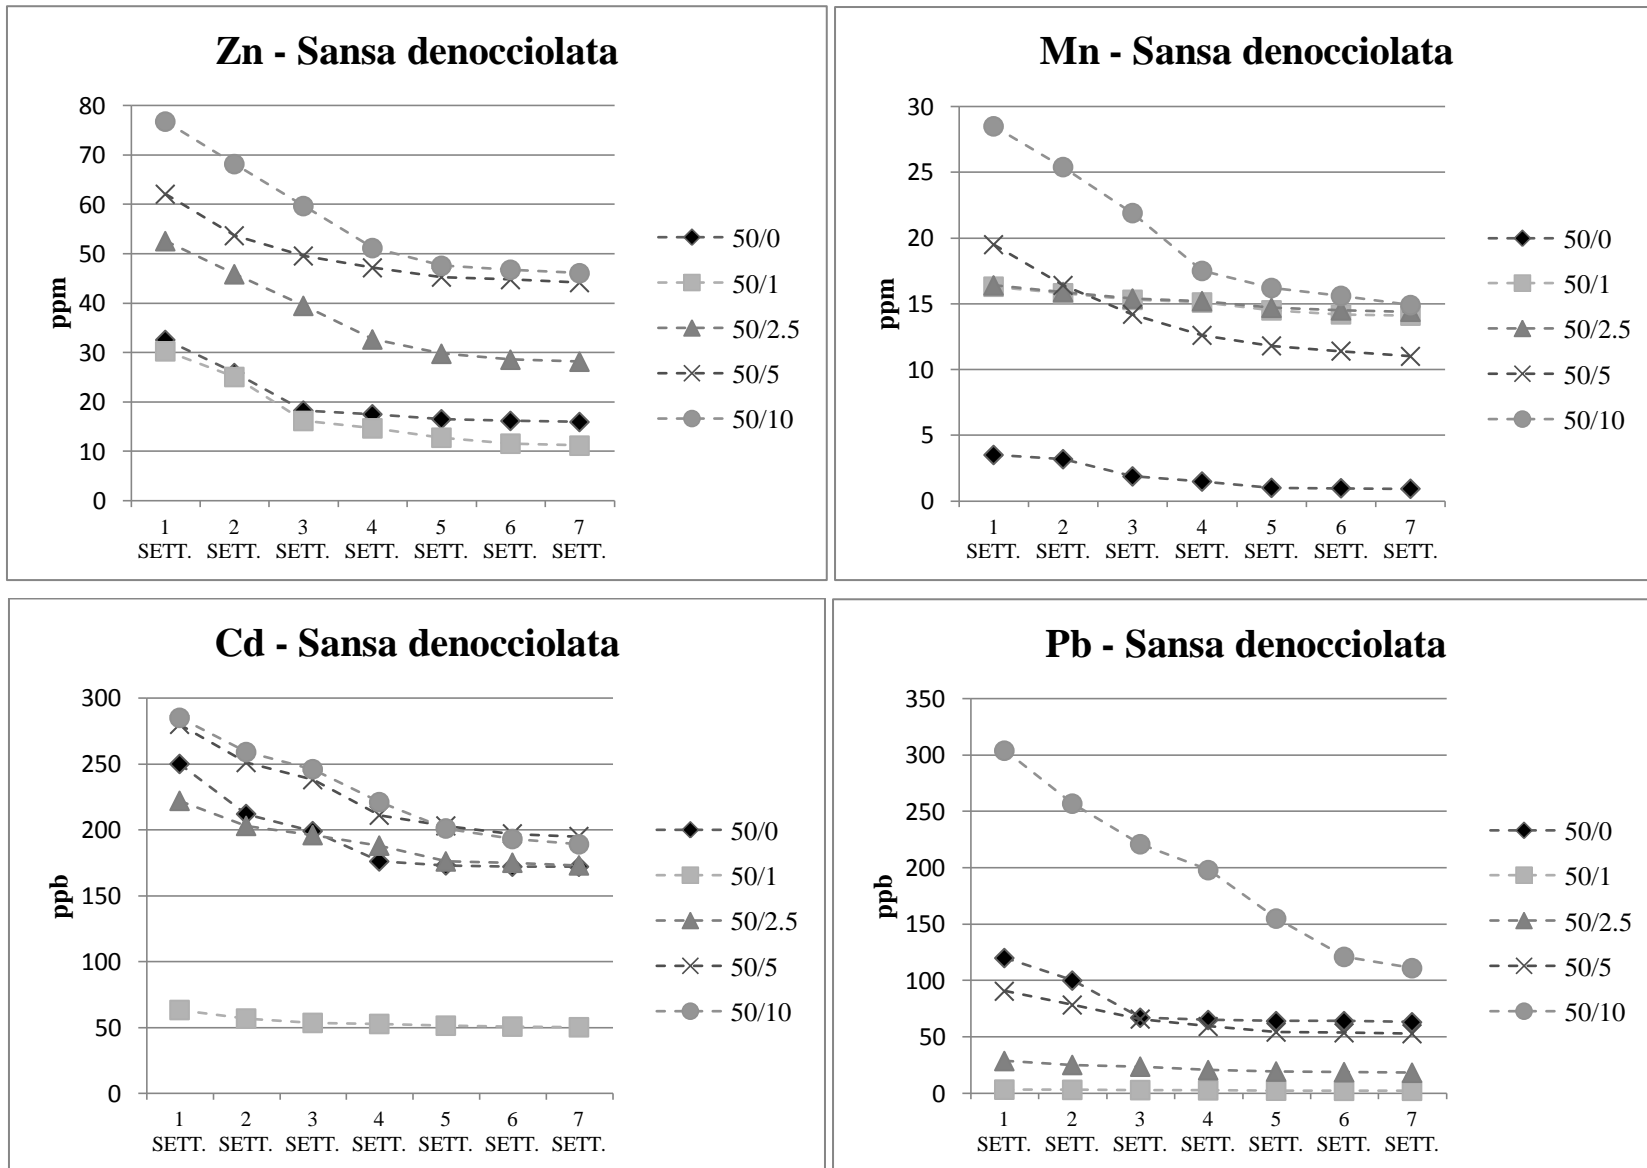 Zn - Sansa denocciolata
ppm
80
70
60
50
40
30
20
10
0
1 SETT.
2 SETT.
3 SETT.
4 SETT.
5 SETT.
6 SETT.
7 SETT.
50/0
50/1
50/2.5
50/5
50/10
Mn - Sansa denocciolata
ppm
30
25
20
15
10
5
0
1 SETT.
2 SETT.
3 SETT.
4 SETT.
5 SETT.
6 SETT.
7 SETT.
50/0
50/1
50/2.5
50/5
50/10
Cd - Sansa denocciolata
ppb
300
250
200
150
100
50
0
1 SETT.
2 SETT.
3 SETT.
4 SETT.
5 SETT.
6 SETT.
7 SETT.
50/0
50/1
50/2.5
50/5
50/10
Pb - Sansa denocciolata
ppb
350
300
250
200
150
100
50
0
1 SETT.
2 SETT.
3 SETT.
4 SETT.
5 SETT.
6 SETT.
7 SETT.
50/0
50/1
50/2.5
50/5
50/10